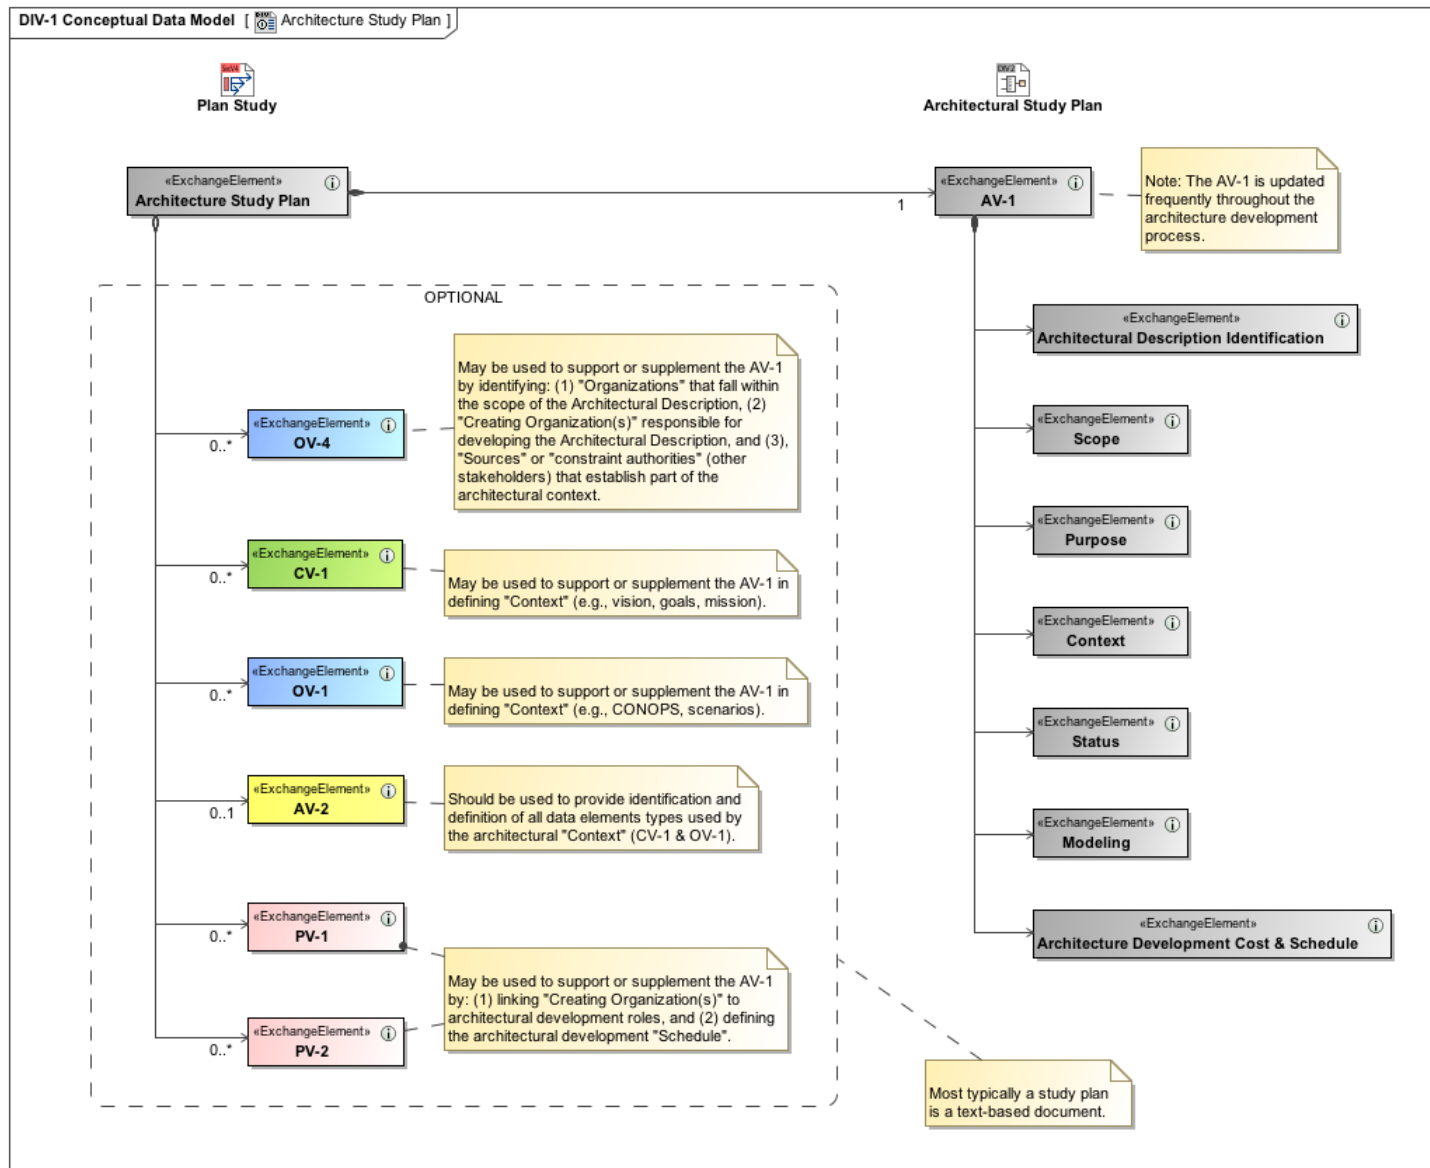 DIV-1 Conceptual Data Model [ Architecture Study Plan ]
Plan Study
Architectural Study Plan
«ExchangeElement»
Architecture Study Plan
1
«ExchangeElement»
AV-1
Note: The AV-1 is updated
frequently throughout the
architecture development
process.
OPTIONAL
«ExchangeElement»
OV-4
0..*
May be used to support or supplement the AV-1
by identifying: (1) "Organizations" that fall within
the scope of the Architectural Description, (2)
"Creating Organization(s)" responsible for
developing the Architectural Description, and (3),
"Sources" or "constraint authorities" (other
stakeholders) that establish part of the
architectural context.
«ExchangeElement»
CV-1
0..*
May be used to support or supplement the AV-1 in
defining "Context" (e.g., vision, goals, mission).
«ExchangeElement»
OV-1
0..*
May be used to support or supplement the AV-1 in
defining "Context" (e.g., CONOPS, scenarios).
«ExchangeElement»
AV-2
0..1
Should be used to provide identification and
definition of all data elements types used by
the architectural "Context" (CV-1 & OV-1).
«ExchangeElement»
PV-1
0..*
May be used to support or supplement the AV-1
by: (1) linking "Creating Organization(s)" to
architectural development roles, and (2) defining
the architectural development "Schedule".
«ExchangeElement»
PV-2
0..*
«ExchangeElement»
Architectural Description Identification
«ExchangeElement»
Scope
«ExchangeElement»
Purpose
«ExchangeElement»
Context
«ExchangeElement»
Status
«ExchangeElement»
Modeling
«ExchangeElement»
Architecture Development Cost & Schedule
Most typically a study plan
is a text-based document.